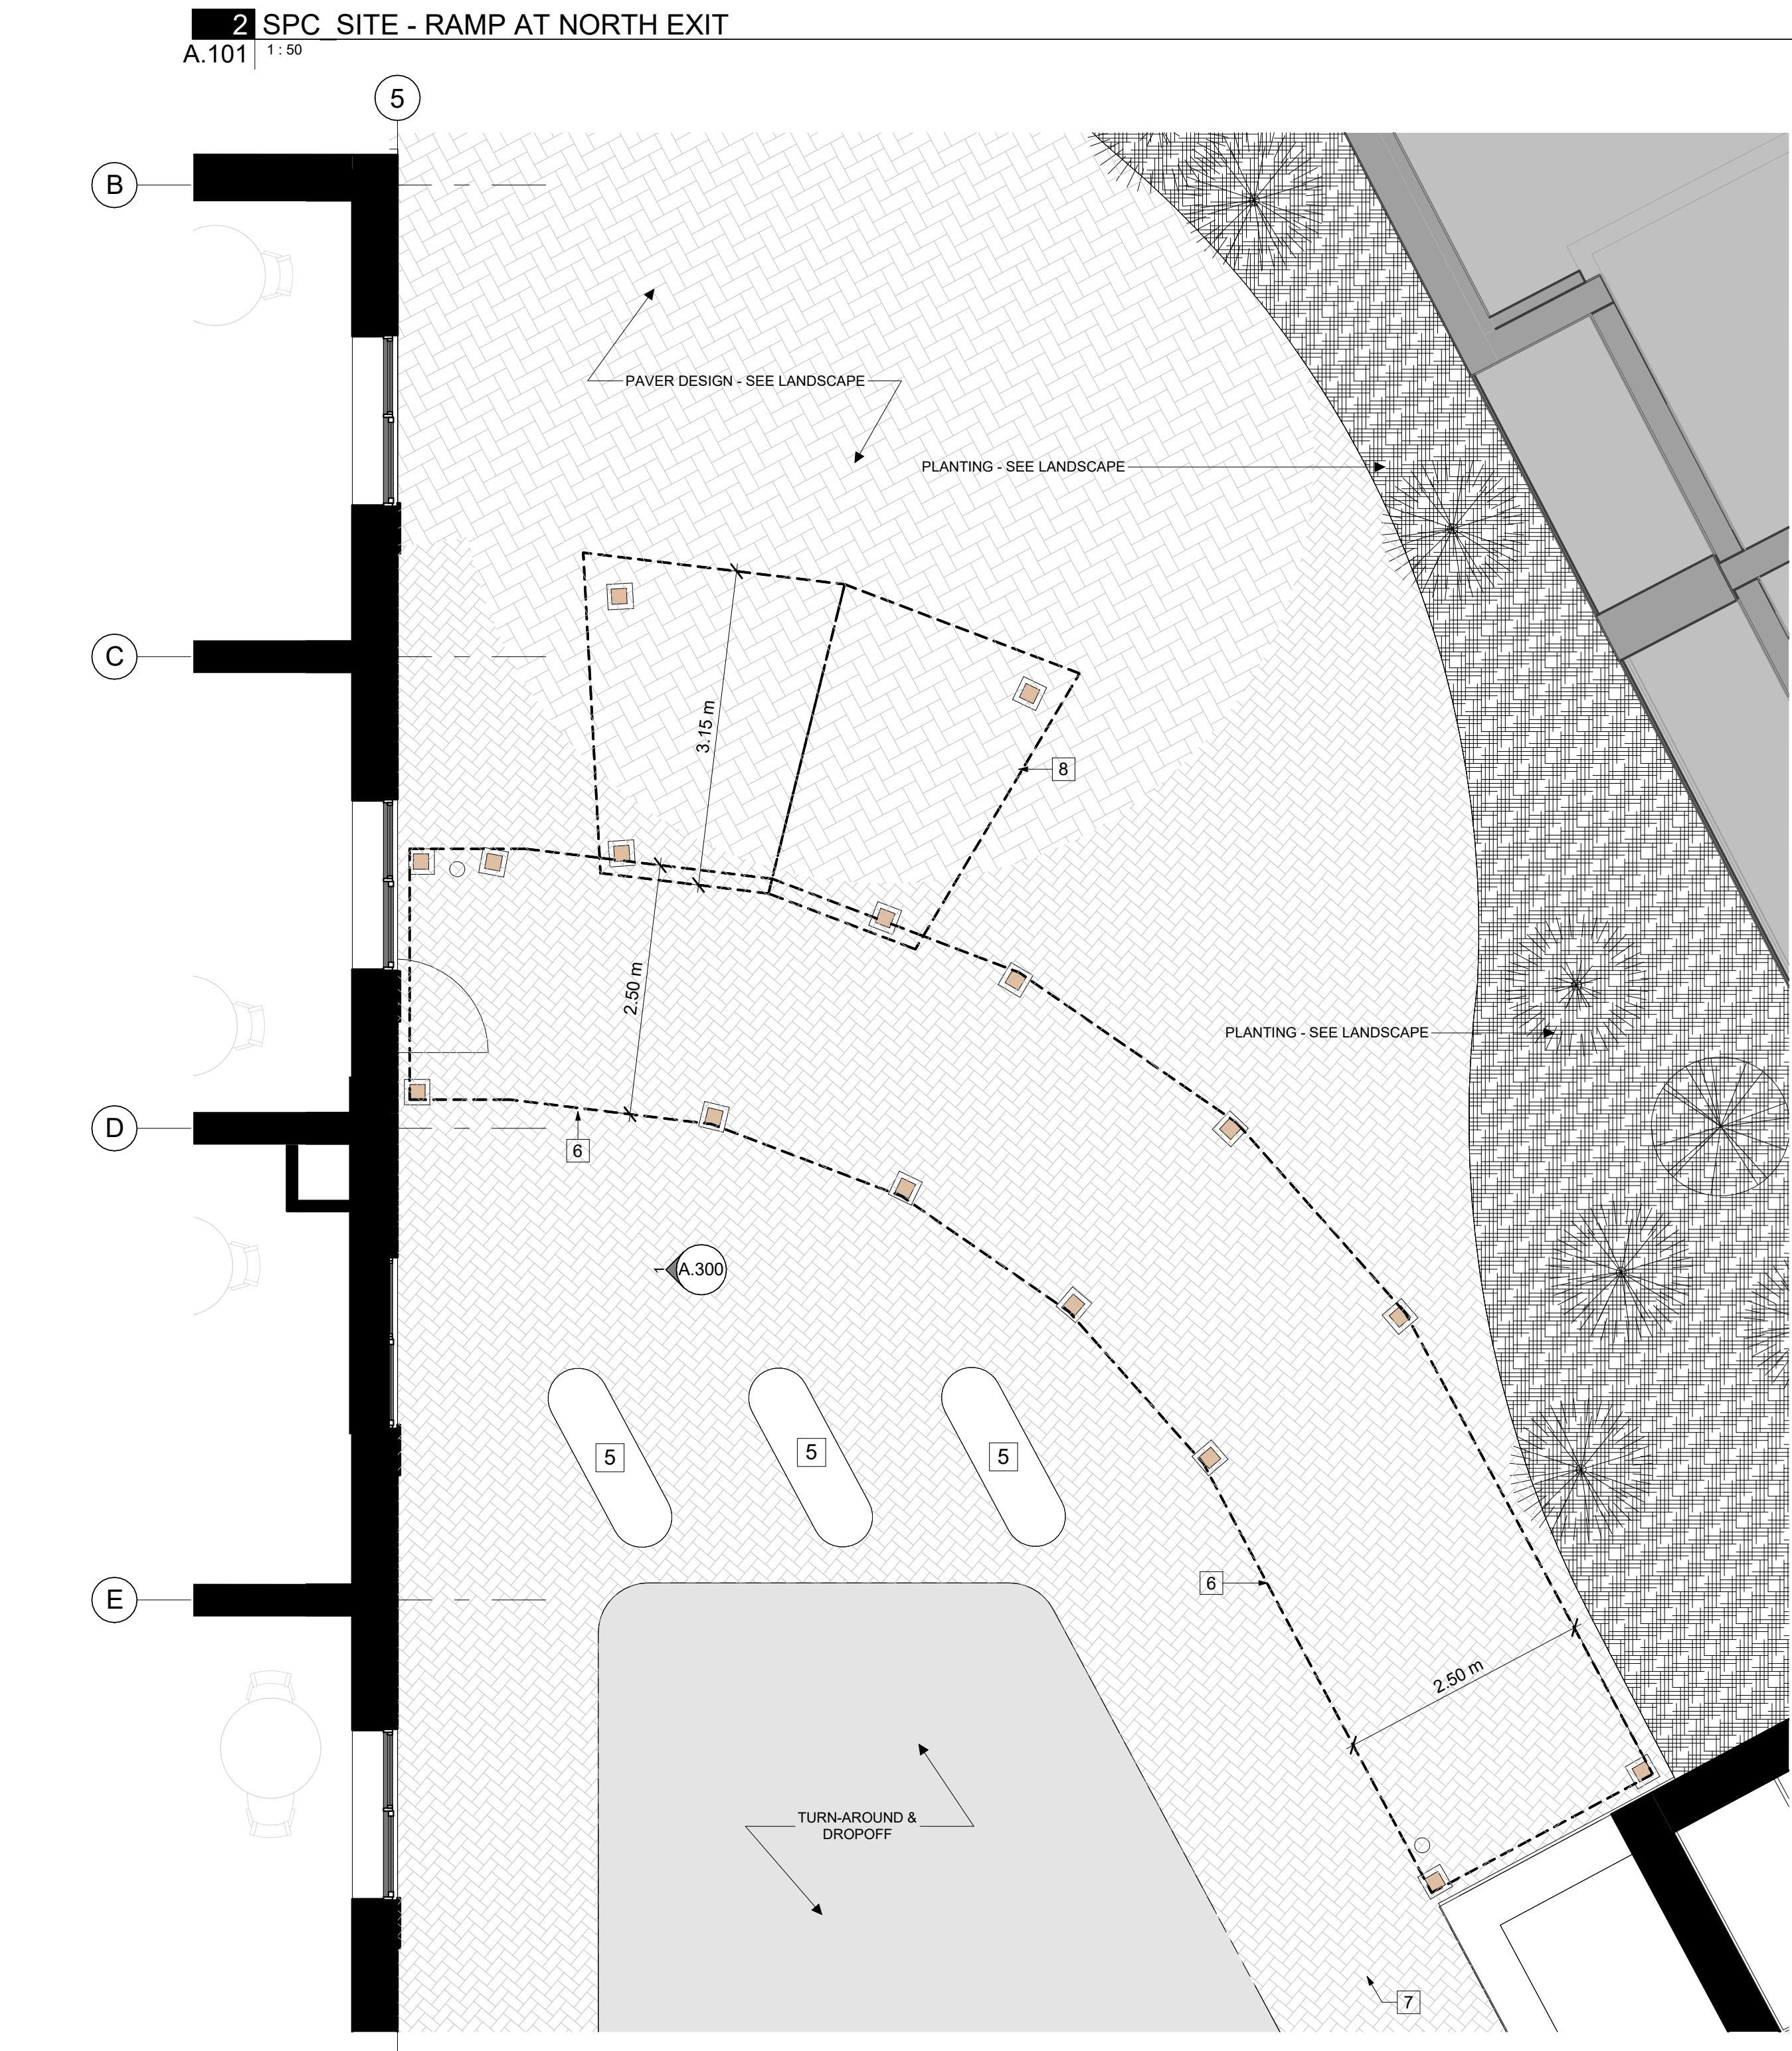 2 SPC_SITE - RAMP AT NORTH EXIT
A.101 1 : 50
5
B
PAVER DESIGN - SEE LANDSCAPE
PLANTING - SEE LANDSCAPE
C
3.15 m
8
2.50 m
PLANTING - SEE LANDSCAPE
D
6
1 A.300
5
5
5
6
E
2.50 m
TURN-AROUND &
DROPOFF
7